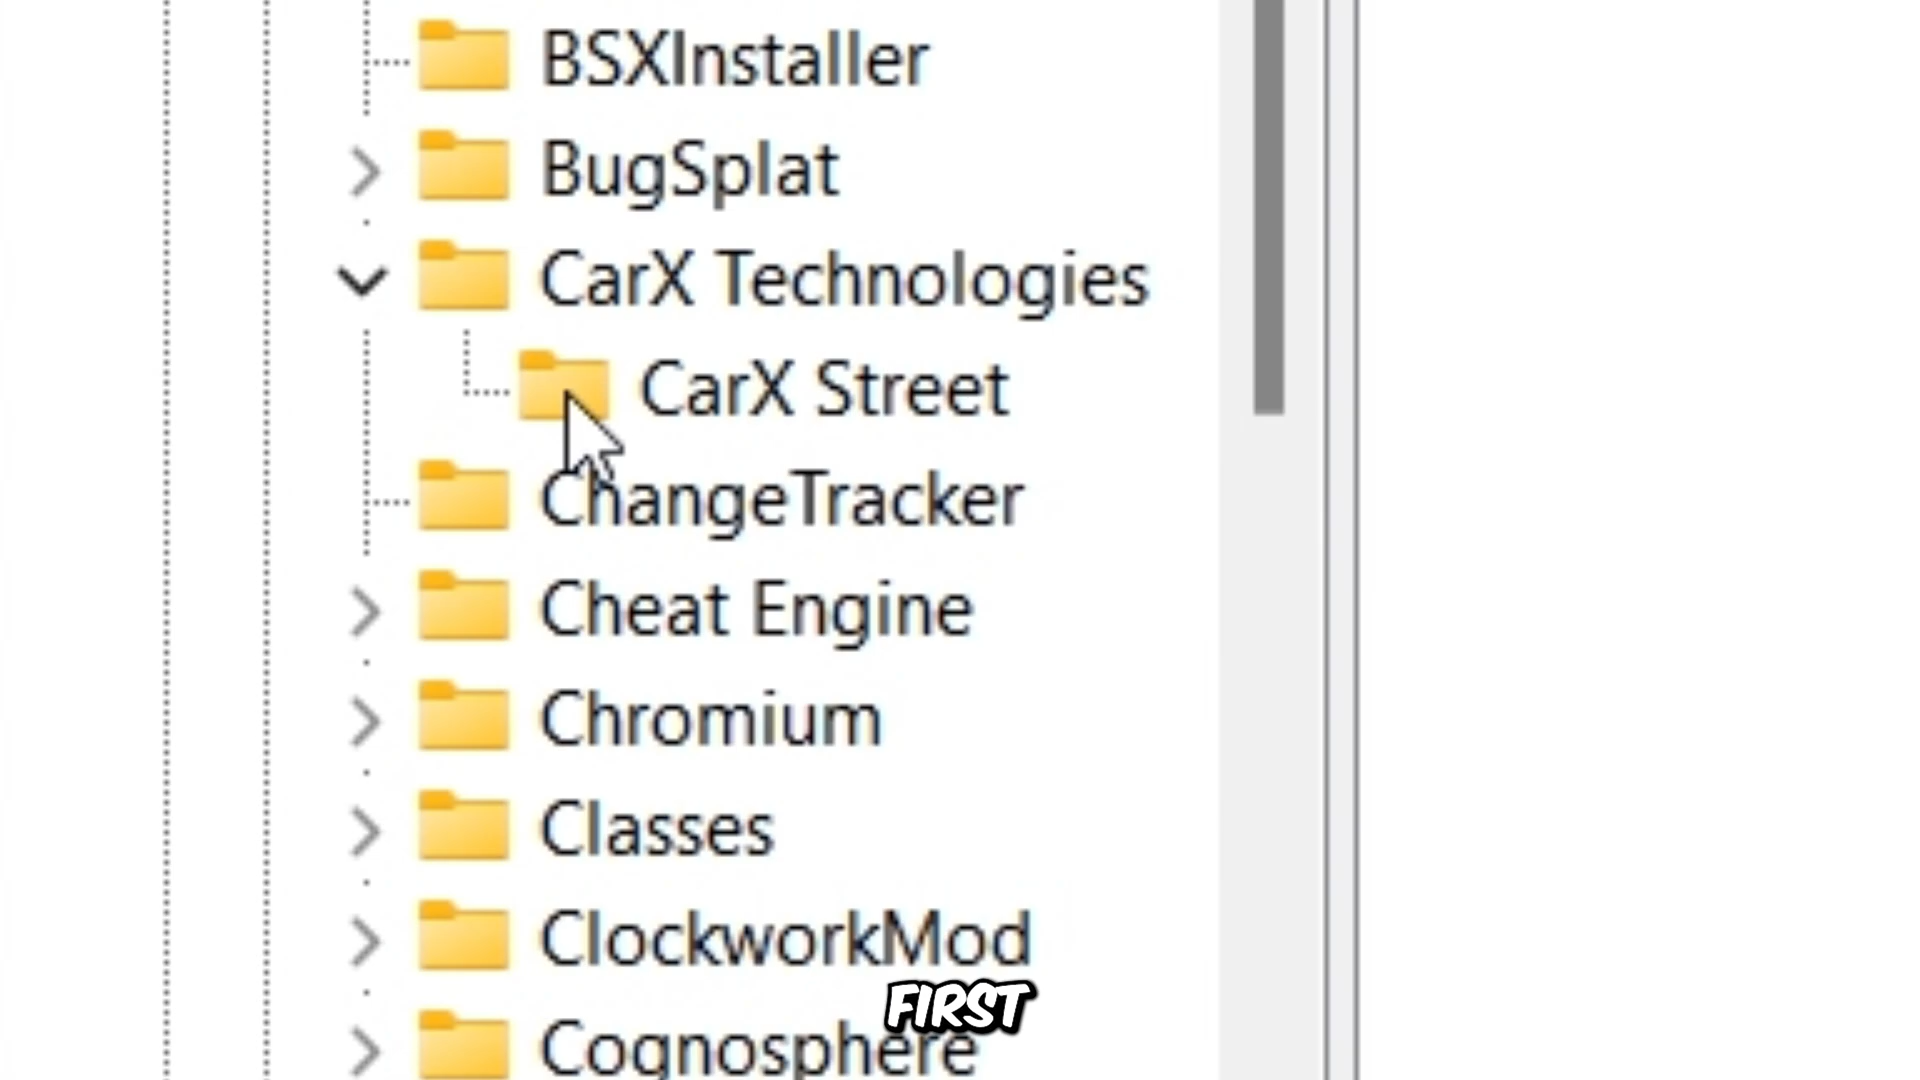 BSXInstaller
BugSplat
CarX Technologies
CarX Street
ChangeTracker
Cheat Engine
Chromium
Classes
ClockworkMod
FIRST
Cognosphere